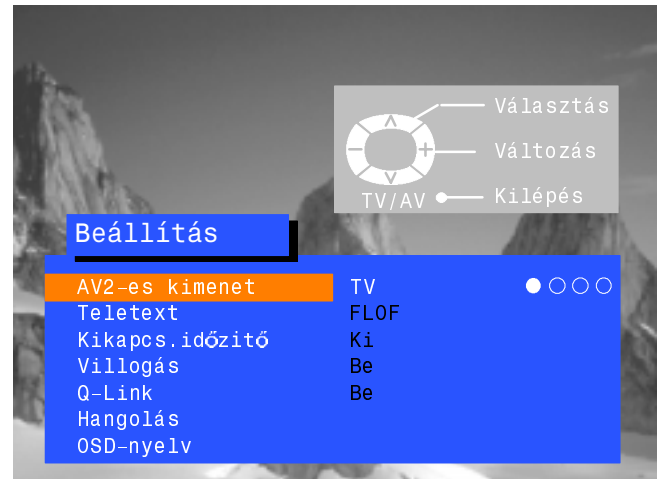 Választás
Változás
TV/AV Kilépés
Beállítás
AV2-es kimenet TV
Teletext FLOF
Kikapcs.időzitő Ki
Villogás Be
Q-Link Be
Hangolás
OSD-nyelv